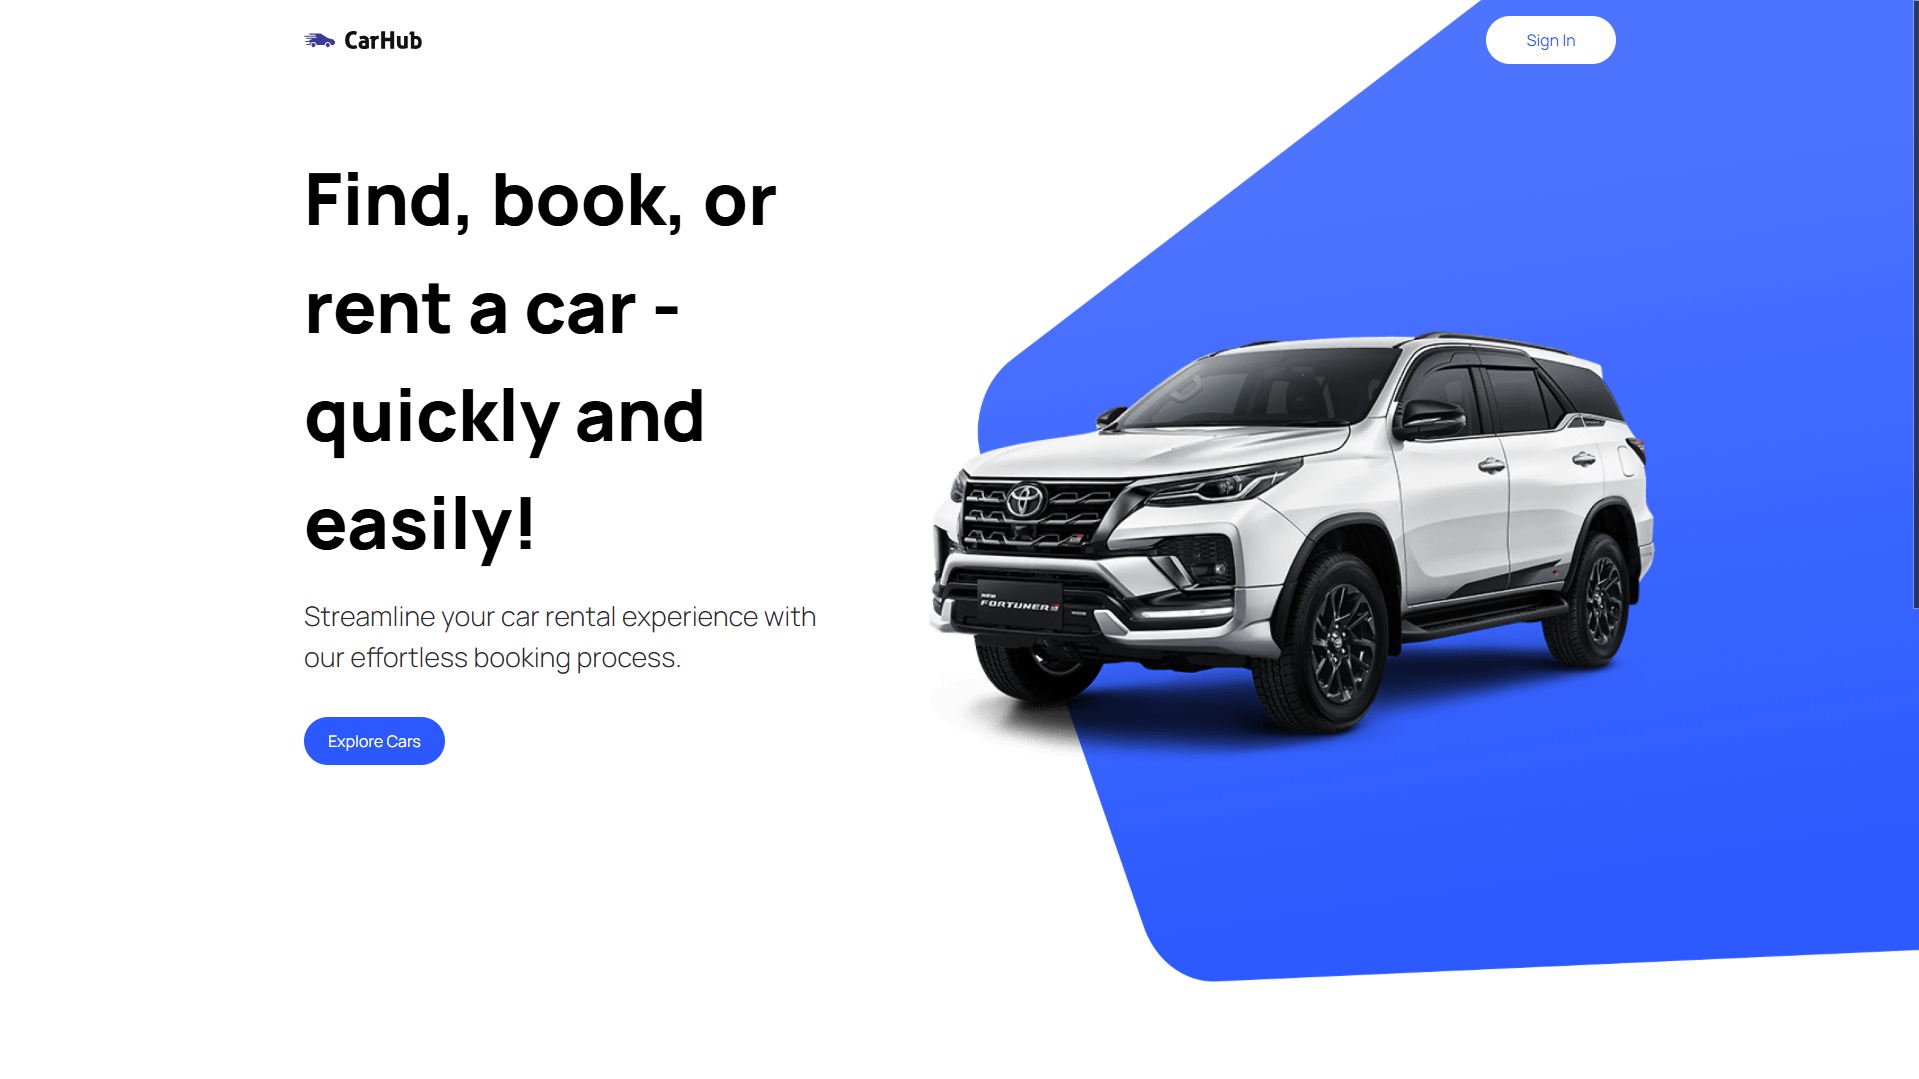 CarHub
Sign In
Find, book, or
rent a car -
quickly and
easily!
Streamline your car rental experience with
our effortless booking process.
Explore Cars
NEW
FORTUNER